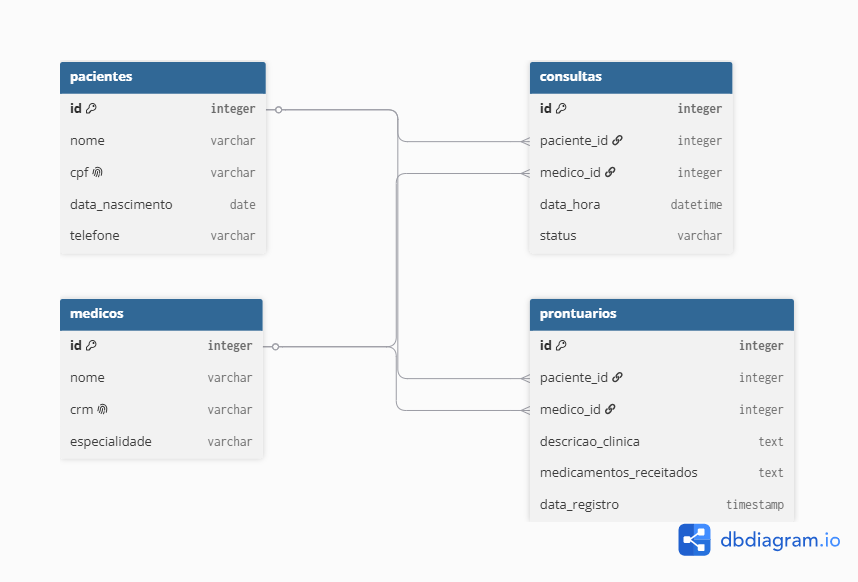 pacientes
id integer
nome varchar
cpf varchar
data_nascimento date
telefone varchar
consultas
id integer
paciente_id integer
medico_id integer
data_hora datetime
status varchar
medicos
id integer
nome varchar
crm varchar
especialidade varchar
prontuarios
id integer
paciente_id integer
medico_id integer
descricao_clinica text
medicamentos_receitados text
data_registro timestamp
dbdiagram.io